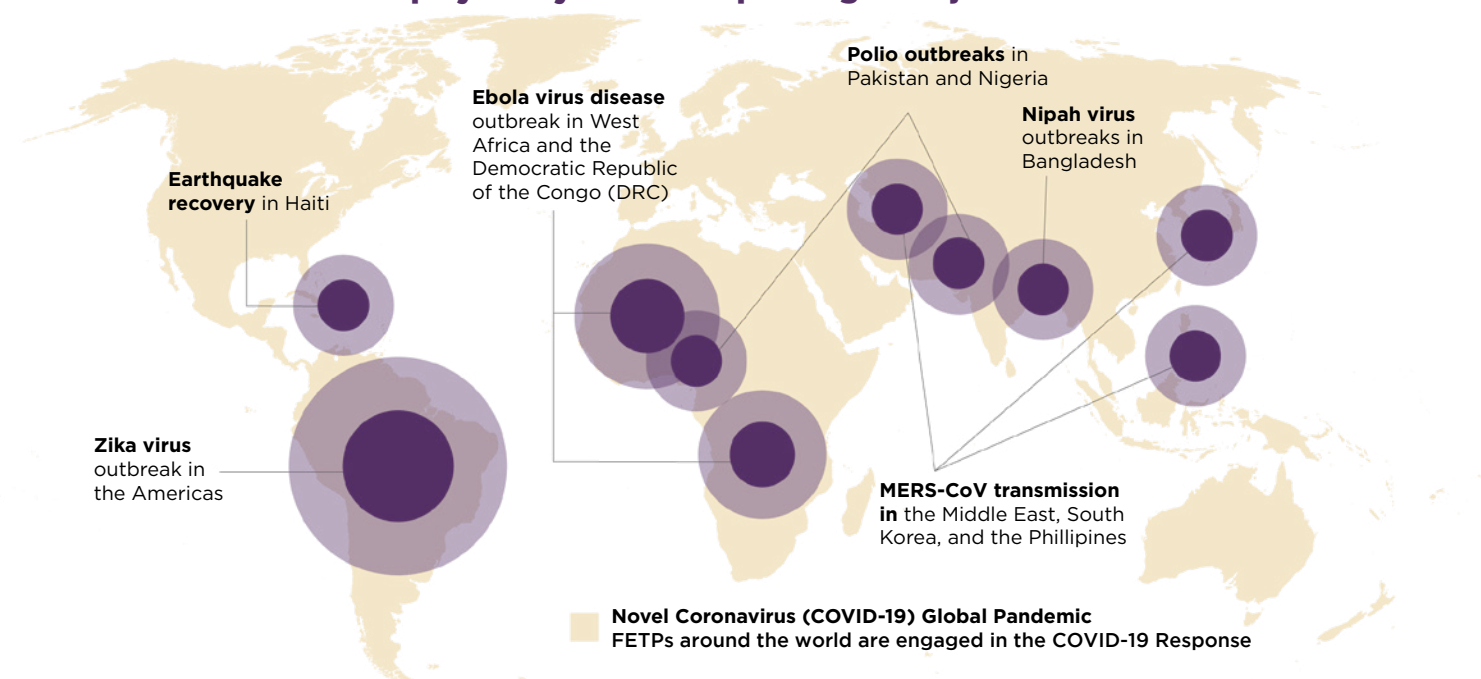 Polio outbreaks in
Pakistan and Nigeria
Ebola virus disease
outbreak in West
Africa and the
Democratic Republic
of the Congo (DRC)
Nipah virus
outbreaks in
Bangladesh
Earthquake
recovery in Haiti
Zika virus
outbreak in
the Americas
MERS-CoV transmission
in the Middle East, South
Korea, and the Phillipines
Novel Coronavirus (COVID-19) Global Pandemic
FETPs around the world are engaged in the COVID-19 Response